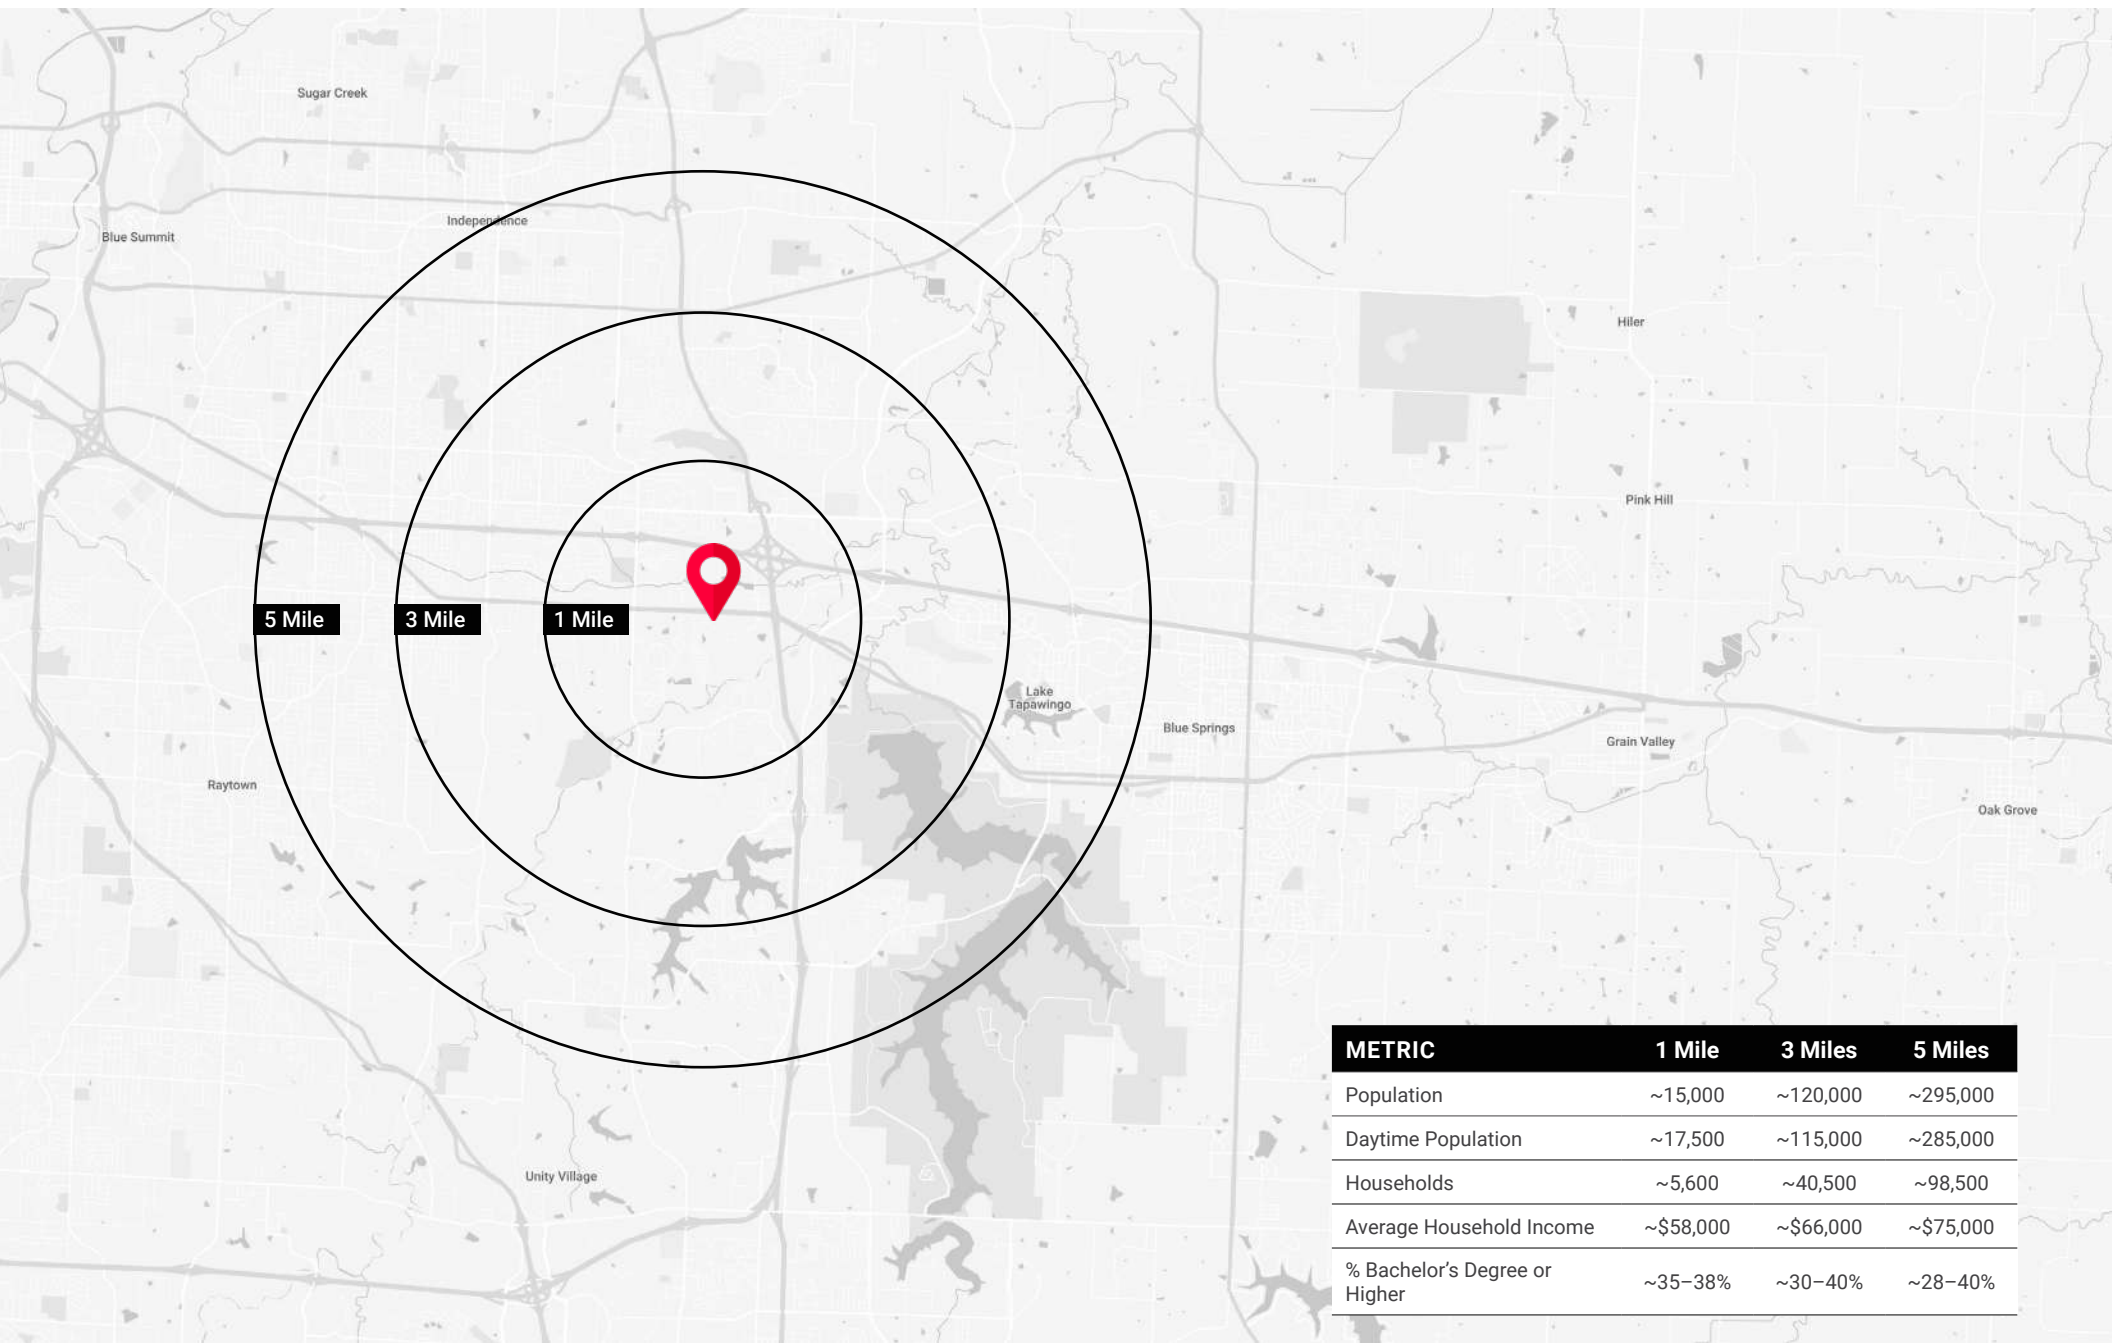 Sugar Creek
Independence
Blue Summit
Hiler
Pink Hill
5 Mile
3 Mile
1 Mile
Lake
Tapawingo
Blue Springs
Grain Valley
Raytown
Oak Grove
Unity Village
METRIC 1 Mile 3 Miles 5 Miles
Population ~15,000 ~120,000 ~295,000
Daytime Population ~17,500 ~115,000 ~285,000
Households ~5,600 ~40,500 ~98,500
Average Household Income ~$58,000 ~$66,000 ~$75,000
% Bachelor’s Degree or
Higher ~35–38% ~30–40% ~28–40%